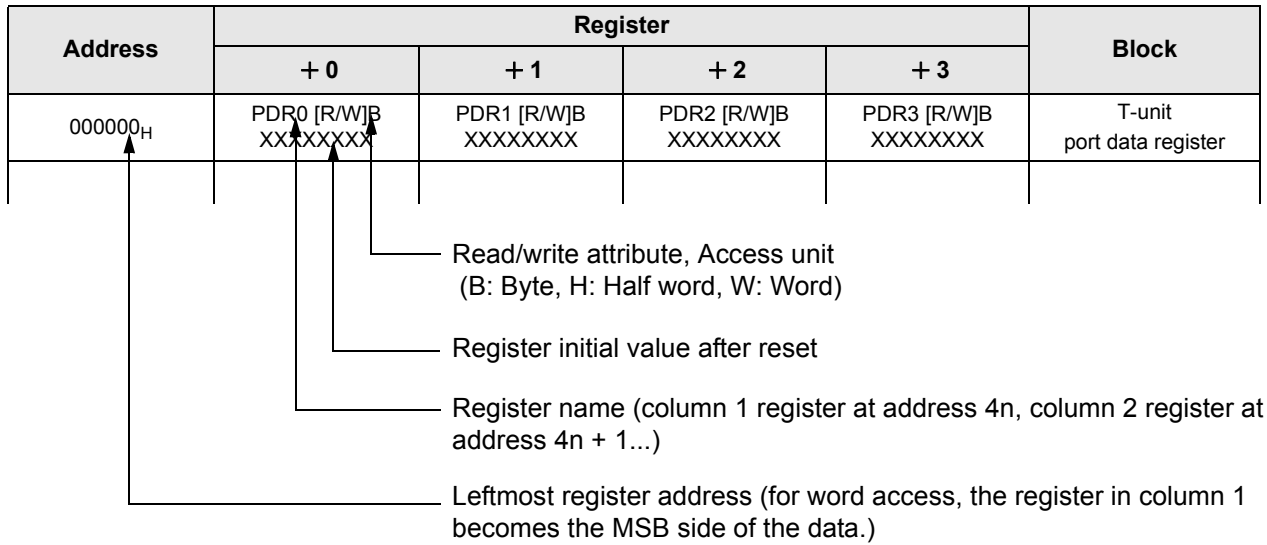 Address
Register
Block
+ 0
+ 1
+ 2
+ 3
000000H
PDR0 [R/W]B
XXXXXXXX
PDR1 [R/W]B
XXXXXXXX
PDR2 [R/W]B
XXXXXXXX
PDR3 [R/W]B
XXXXXXXX
T-unit
port data register
Read/write attribute, Access unit
(B: Byte, H: Half word, W: Word)
Register initial value after reset
Register name (column 1 register at address 4n, column 2 register at
address 4n + 1...)
Leftmost register address (for word access, the register in column 1
becomes the MSB side of the data.)